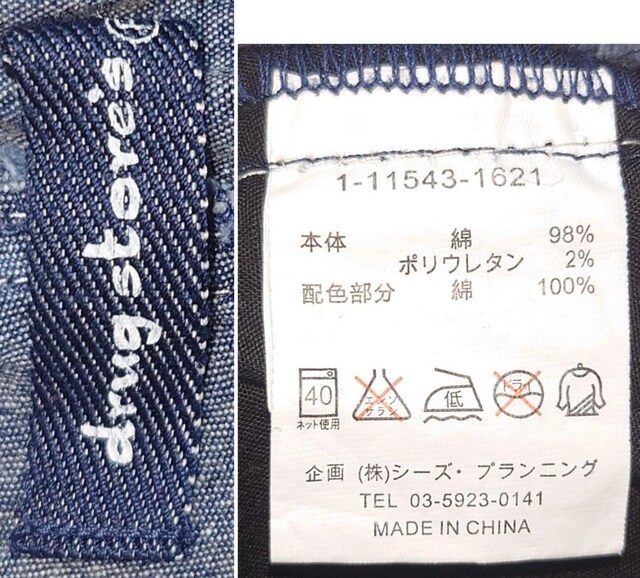 drug store's
1-11543-1621
本体 綿 98%
ポリウレタン 2%
配色部分 綿 100%
40 エンソ サラシ 低 ドライ
ネット使用
企画 (株)シーズ・プランニング
TEL 03-5923-0141
MADE IN CHINA